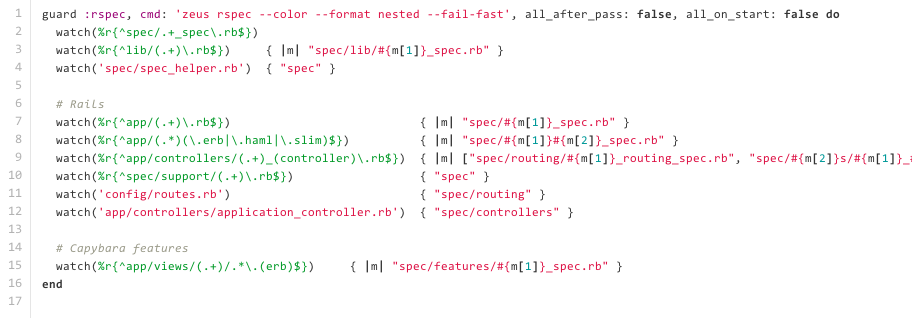 1 guard :rspec, cmd: 'zeus rspec --color --format nested --fail-fast', all_after_pass: false, all_on_start: false do
2   watch(%r{^spec/.+_spec\.rb$})
3   watch(%r{^lib/(.+)\.rb$})     { |m| "spec/lib/#{m[1]}_spec.rb" }
4   watch('spec/spec_helper.rb')  { "spec" }
5
6   # Rails
7   watch(%r{^app/(.+)\.rb$})                           { |m| "spec/#{m[1]}_spec.rb" }
8   watch(%r{^app/(.*)(\.erb|\.haml|\.slim)$})          { |m| "spec/#{m[1]}#{m[2]}_spec.rb" }
9   watch(%r{^app/controllers/(.+)_(controller)\.rb$})  { |m| ["spec/routing/#{m[1]}_routing_spec.rb", "spec/#{m[2]}s/#{m[1]}_
10   watch(%r{^spec/support/(.+)\.rb$})                  { "spec" }
11   watch('config/routes.rb')                           { "spec/routing" }
12   watch('app/controllers/application_controller.rb')  { "spec/controllers" }
13
14   # Capybara features
15   watch(%r{^app/views/(.+)/.*\.(erb)$})     { |m| "spec/features/#{m[1]}_spec.rb" }
16 end
17